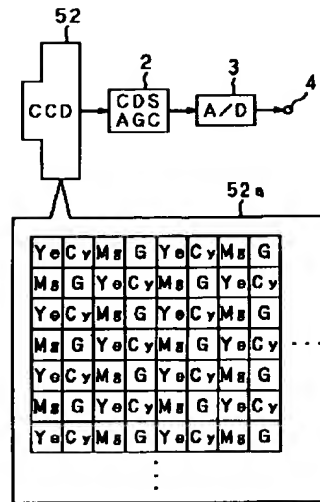 52
2
3
4
CCD
CDS
AGC
A/D
52a
Ye Cy Mg G Ye Cy Mg G
Mg G Ye Cy Mg G Ye Cy
Ye Cy Mg G Ye Cy Mg G
Mg G Ye Cy Mg G Ye Cy
Ye Cy Mg G Ye Cy Mg G
Mg G Ye Cy Mg G Ye Cy
Ye Cy Mg G Ye Cy Mg G